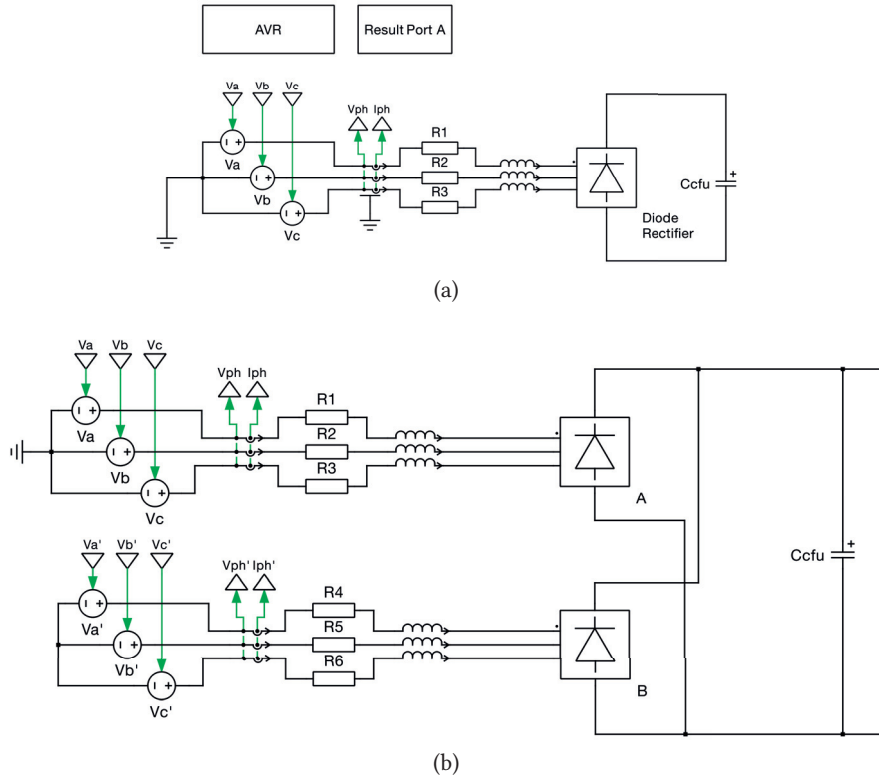 AVR
Result Port A
Va Vb Vc
Vph Iph
R1
R2
R3
Va
Vb
Vc
Ccfu
+
Diode
Rectifier
(a)
Va Vb Vc
Vph Iph
R1
R2
R3
Va
Vb
Vc
A
Va' Vb' Vc'
Vph' Iph'
R4
R5
R6
Va'
Vb'
Vc'
B
Ccfu
+
(b)